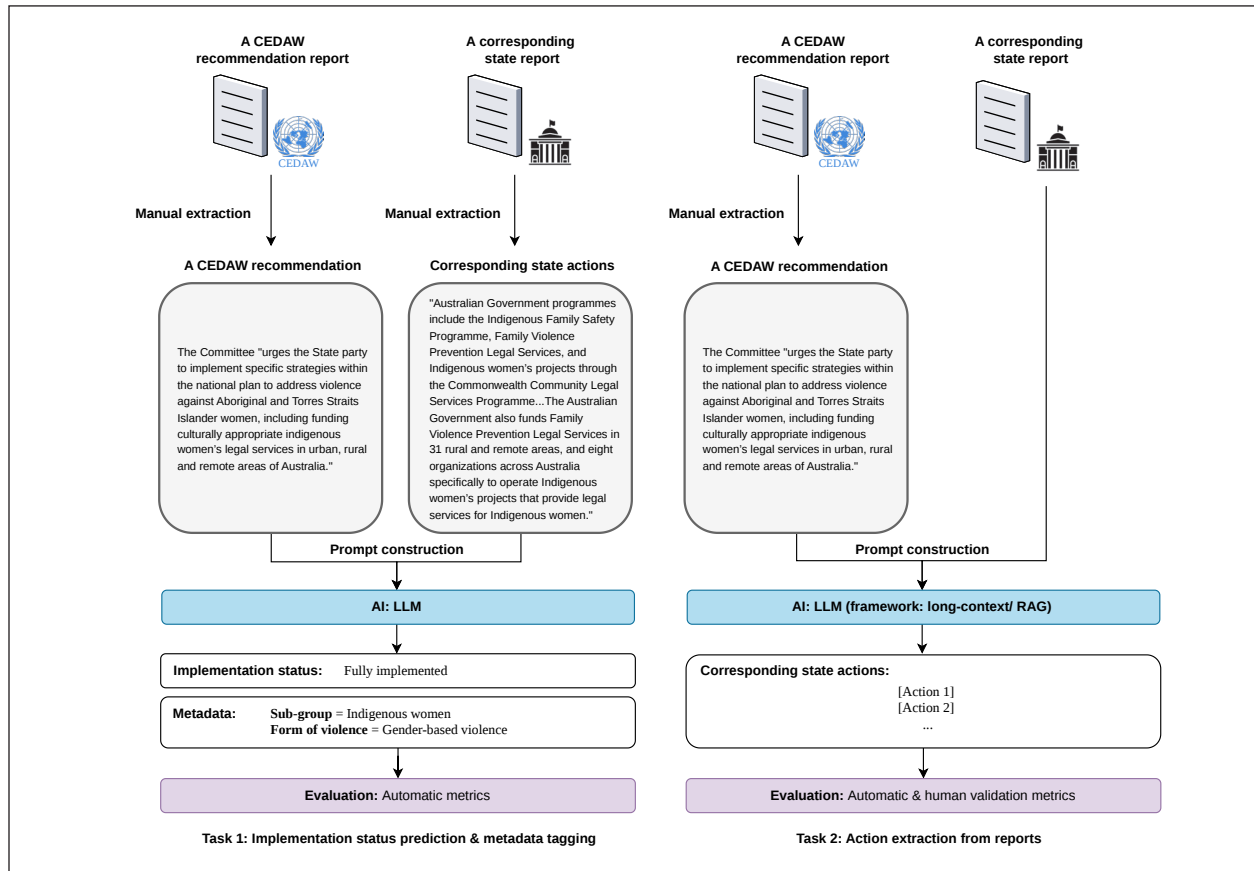 A CEDAW
recommendation report
A corresponding
state report
CEDAW
Manual extraction
Manual extraction
A CEDAW recommendation
Corresponding state actions
The Committee "urges the State party
to implement specific strategies within
the national plan to address violence
against Aboriginal and Torres Straits
Islander women, including funding
culturally appropriate indigenous
women's legal services in urban, rural
and remote areas of Australia."
"Australian Government programmes
include the Indigenous Family Safety
Programme, Family Violence
Prevention Legal Services, and
Indigenous women's projects through
the Commonwealth Community Legal
Services Programme...The Australian
Government also funds Family
Violence Prevention Legal Services in
31 rural and remote areas, and eight
organizations across Australia
specifically to operate Indigenous
women's projects that provide legal
services for Indigenous women."
Prompt construction
AI: LLM
Implementation status: Fully implemented
Metadata: Sub-group = Indigenous women
Form of violence = Gender-based violence
Evaluation: Automatic metrics
Task 1: Implementation status prediction & metadata tagging
A CEDAW
recommendation report
A corresponding
state report
CEDAW
Manual extraction
A CEDAW recommendation
The Committee "urges the State party
to implement specific strategies within
the national plan to address violence
against Aboriginal and Torres Straits
Islander women, including funding
culturally appropriate indigenous
women's legal services in urban, rural
and remote areas of Australia."
Prompt construction
AI: LLM (framework: long-context/ RAG)
Corresponding state actions:
[Action 1]
[Action 2]
...
Evaluation: Automatic & human validation metrics
Task 2: Action extraction from reports